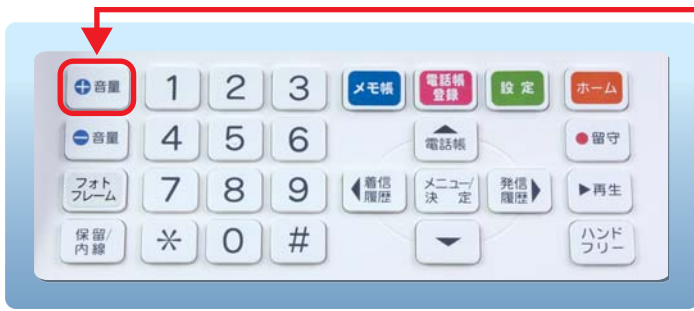 +音量 1 2 3 メモ帳 電話帳 設定 ホーム
登録
-音量 4 5 6 電話帳 ●留守
フォト 7 8 9 ◀着信 メニュー/ 発信▶ ▶再生
フレーム 履歴 決 定 履歴
保留/ * 0 # ハンド
内線 フリー